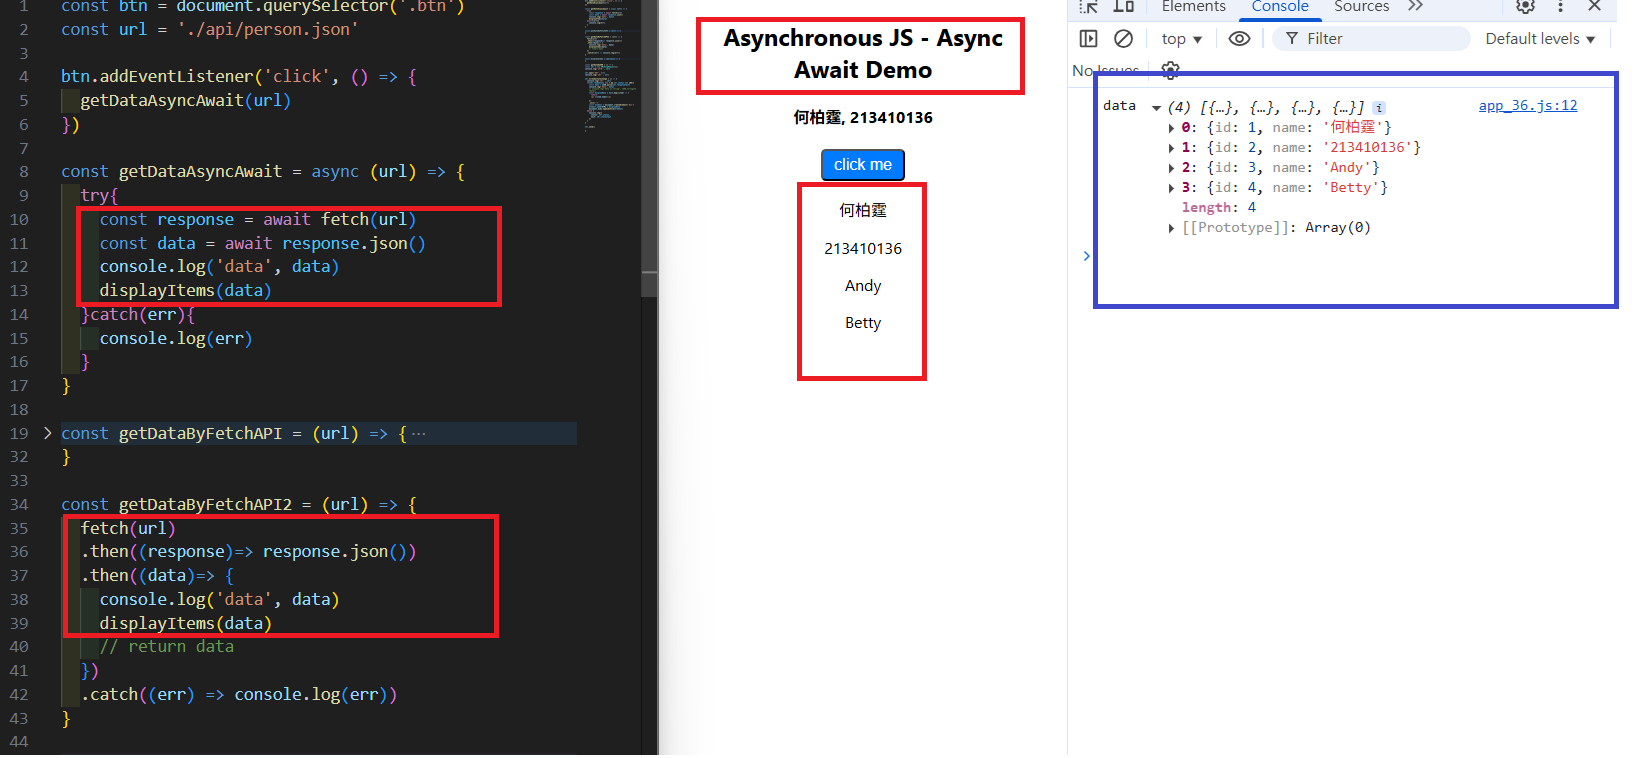 1 const btn = document.querySelector('.btn')
2 const url = './api/person.json'
3
4 btn.addEventListener('click', () => {
5 getDataAsyncAwait(url)
6 })
7
8 const getDataAsyncAwait = async (url) => {
9 try{
10 const response = await fetch(url)
11 const data = await response.json()
12 console.log('data', data)
13 displayItems(data)
14 }catch(err){
15 console.log(err)
16 }
17 }
18
19 const getDataByFetchAPI = (url) => {…
32 }
33
34 const getDataByFetchAPI2 = (url) => {
35 fetch(url)
36 .then((response)=> response.json())
37 .then((data)=> {
38 console.log('data', data)
39 displayItems(data)
40 // return data
41 })
42 .catch((err) => console.log(err))
43 }
44
Asynchronous JS - Async
Await Demo
何柏霆, 213410136
click me
何柏霆
213410136
Andy
Betty
Elements Console Sources
top Filter Default levels
No Issues
data (4) [{…}, {…}, {…}, {…}] i app_36.js:12
0: {id: 1, name: '何柏霆'}
1: {id: 2, name: '213410136'}
2: {id: 3, name: 'Andy'}
3: {id: 4, name: 'Betty'}
length: 4
[[Prototype]]: Array(0)